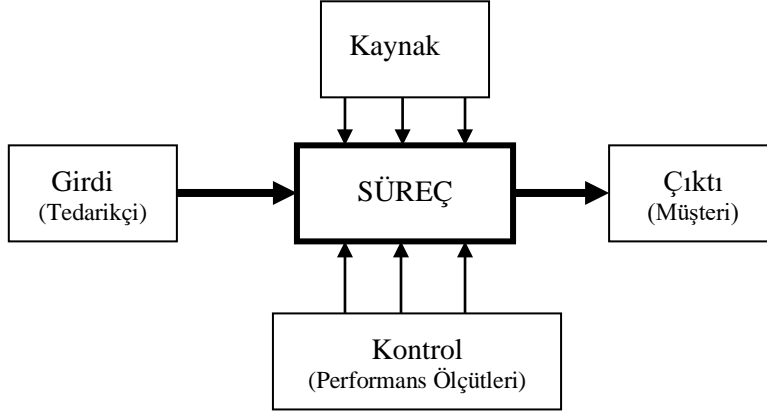 Kaynak
Girdi
(Tedarikçi)
SÜREÇ
Çıktı
(Müşteri)
Kontrol
(Performans Ölçütleri)